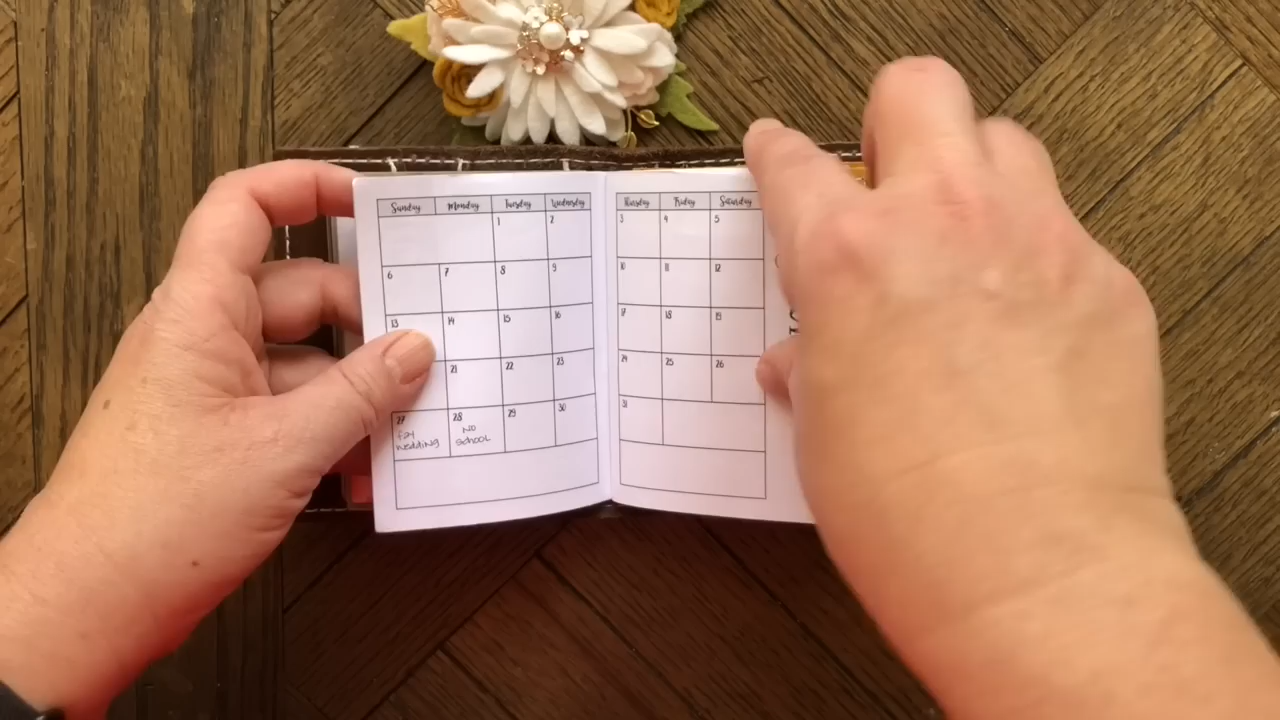 Sunday Monday Tuesday Wednesday Thursday Friday Saturday
1 2 3 4 5
6 7 8 9 10 11 12
13 14 15 16 17 18 19
21 22 23 24 25 26
27 28 29 30 31
NO
wedding school